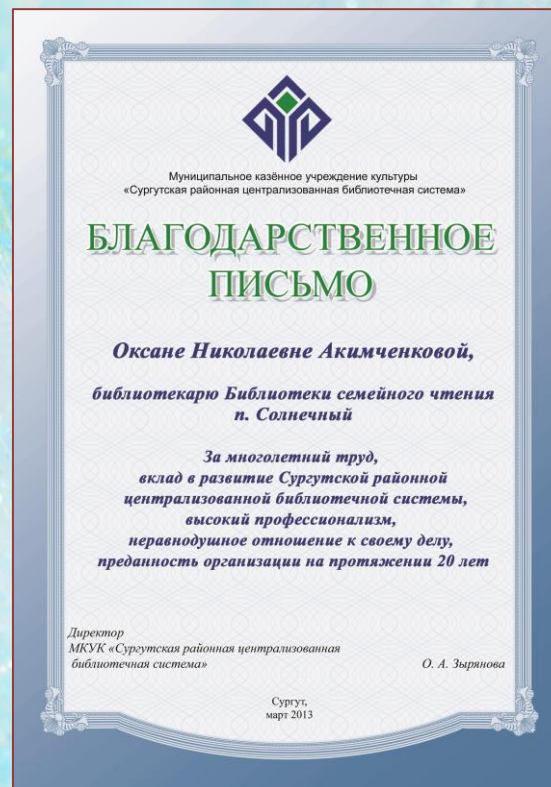 Муниципальное казённое учреждение культуры
«Сургутская районная централизованная библиотечная система»
БЛАГОДАРСТВЕННОЕ
ПИСЬМО
Оксане Николаевне Акимченковой,
библиотекарю Библиотеки семейного чтения
п. Солнечный
За многолетний труд,
вклад в развитие Сургутской районной
централизованной библиотечной системы,
высокий профессионализм,
неравнодушное отношение к своему делу,
преданность организации на протяжении 20 лет
Директор
МКУК «Сургутская районная централизованная
библиотечная система» О. А. Зырянова
Сургут,
март 2013